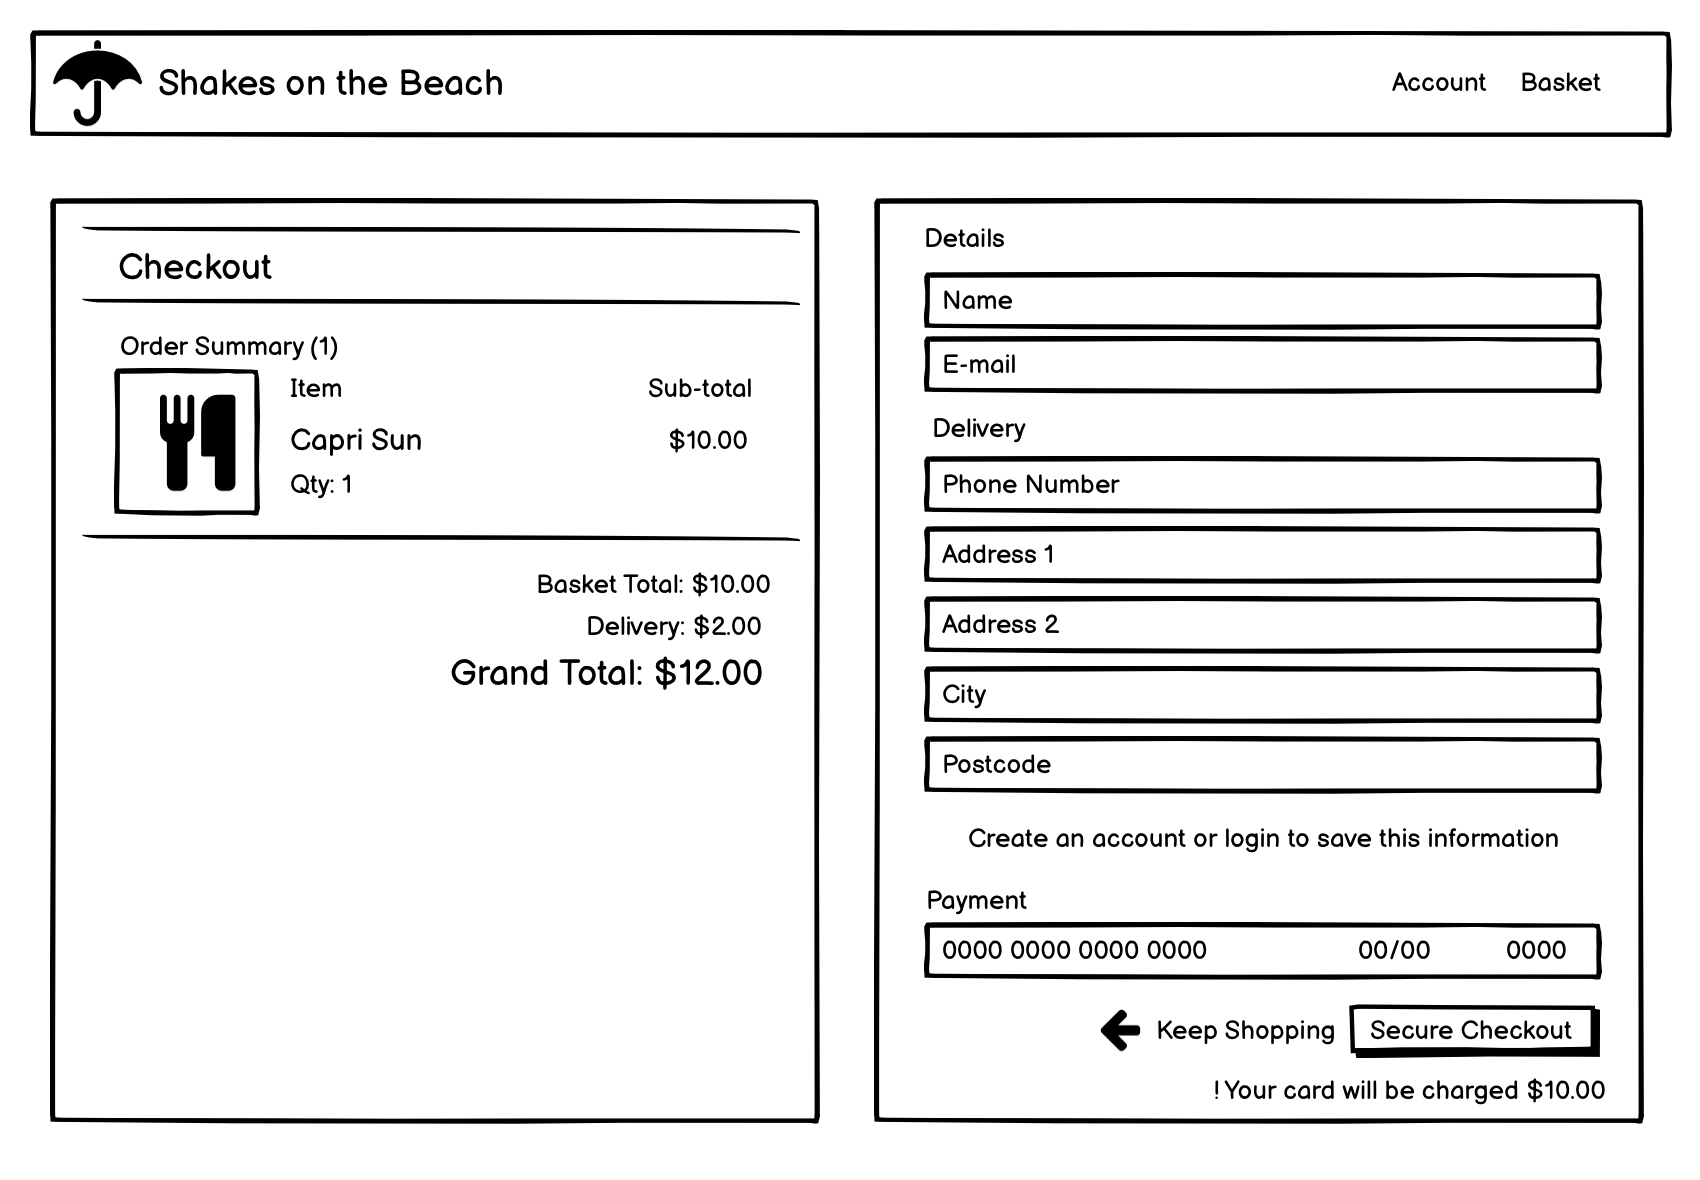 Shakes on the Beach
Account Basket
Checkout
Order Summary (1)
Item Sub-total
Capri Sun $10.00
Qty: 1
Basket Total: $10.00
Delivery: $2.00
Grand Total: $12.00
Details
Name
E-mail
Delivery
Phone Number
Address 1
Address 2
City
Postcode
Create an account or login to save this information
Payment
0000 0000 0000 0000 00/00 0000
Keep Shopping Secure Checkout
! Your card will be charged $10.00